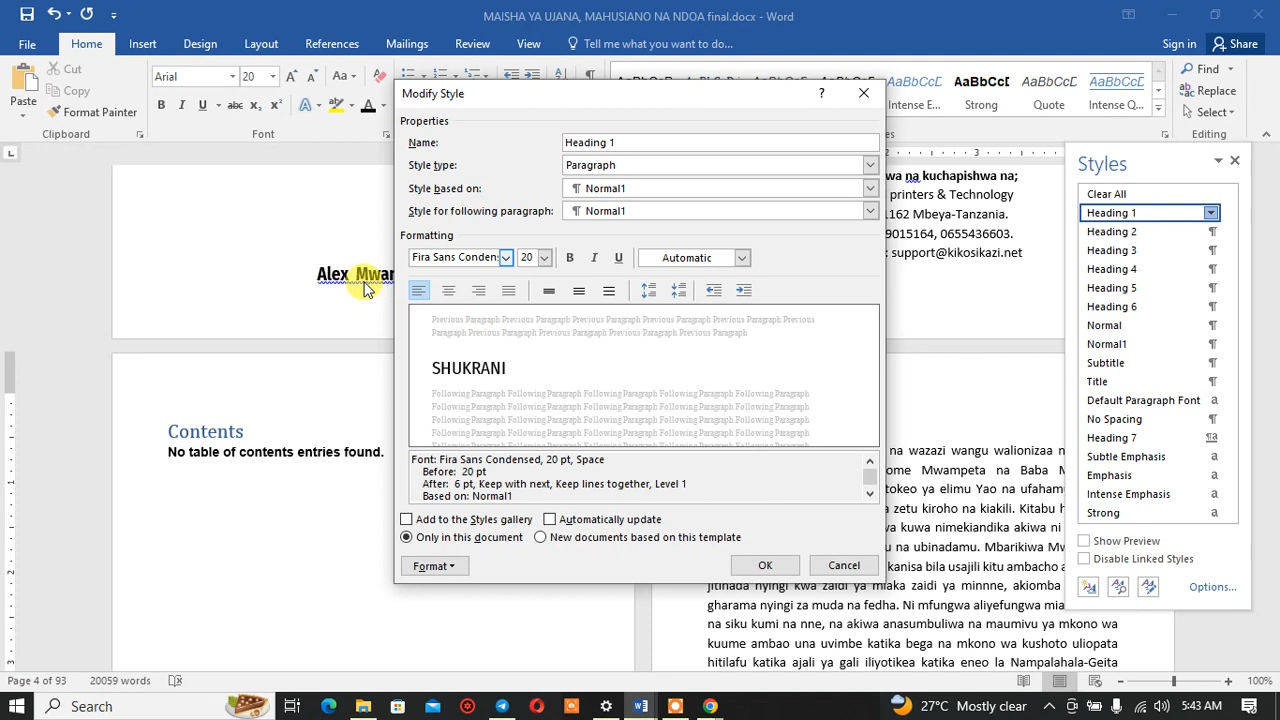 MAISHA YA UJANA, MAHUSIANO NA NDOA final.docx - Word
File Home Insert Design Layout References Mailings Review View Tell me what you want to do... Sign in Share
Paste Cut Copy Format Painter Clipboard
Arial 20 Aa Font
AaBbCcD AaBbCcD AaBbCcD AaBbCcD
Intense E... Strong Quote Intense Q...
Find Replace Select Editing
Modify Style ?
Properties
Name: Heading 1
Style type: Paragraph
Style based on: ¶ Normal1
Style for following paragraph: ¶ Normal1
Formatting
Fira Sans Condens 20 B I U Automatic
Previous Paragraph Previous Paragraph Previous Paragraph Previous Paragraph Previous Paragraph Previous
Paragraph Previous Paragraph Previous Paragraph Previous Paragraph Previous Paragraph
SHUKRANI
Following Paragraph Following Paragraph Following Paragraph Following Paragraph Following Paragraph
Following Paragraph Following Paragraph Following Paragraph Following Paragraph Following Paragraph
Following Paragraph Following Paragraph Following Paragraph Following Paragraph Following Paragraph
Following Paragraph Following Paragraph Following Paragraph Following Paragraph Following Paragraph
Font: Fira Sans Condensed, 20 pt, Space
Before: 20 pt
After: 6 pt, Keep with next, Keep lines together, Level 1
Based on: Normal1
Add to the Styles gallery Automatically update
Only in this document New documents based on this template
Format OK Cancel
Alex Mwan
Contents
No table of contents entries found.
wa na kuchapishwa na;
printers & Technology
1162 Mbeya-Tanzania.
9015164, 0655436603.
: support@kikosikazi.net
na wazazi wangu walionizaa na
ome Mwampeta na Baba M
tokeo ya elimu Yao na ufahamu
zetu kiroho na kiakili. Kitabu h
kuwa kuwa nimekiandika akiwa ni
u na ubinadamu. Mbarikiwa Mw
kanisa bila usajili kitu ambacho a
jitihada nyingi kwa zaidi ya miaka zaidi ya minnne, akiomba
gharama nyingi za muda na fedha. Ni mfungwa aliyefungwa mia
na siku kumi na nne, na akiwa anasumbuliwa na maumivu ya mkono wa
kuume ambao una uvimbe katika bega na mkono wa kushoto uliopata
hitilafu katika ajali ya gali iliyotikea katika eneo la Nampalahala-Geita
Styles
Clear All
Heading 1
Heading 2 ¶
Heading 3 ¶
Heading 4 ¶
Heading 5 ¶
Heading 6 ¶
Normal ¶
Normal1 ¶
Subtitle ¶
Title ¶
Default Paragraph Font a
No Spacing ¶
Heading 7 ¶a
Subtle Emphasis a
Emphasis a
Intense Emphasis a
Strong a
Show Preview
Disable Linked Styles
Options...
Page 4 of 93 20059 words 100%
Search 27°C Mostly clear 5:43 AM